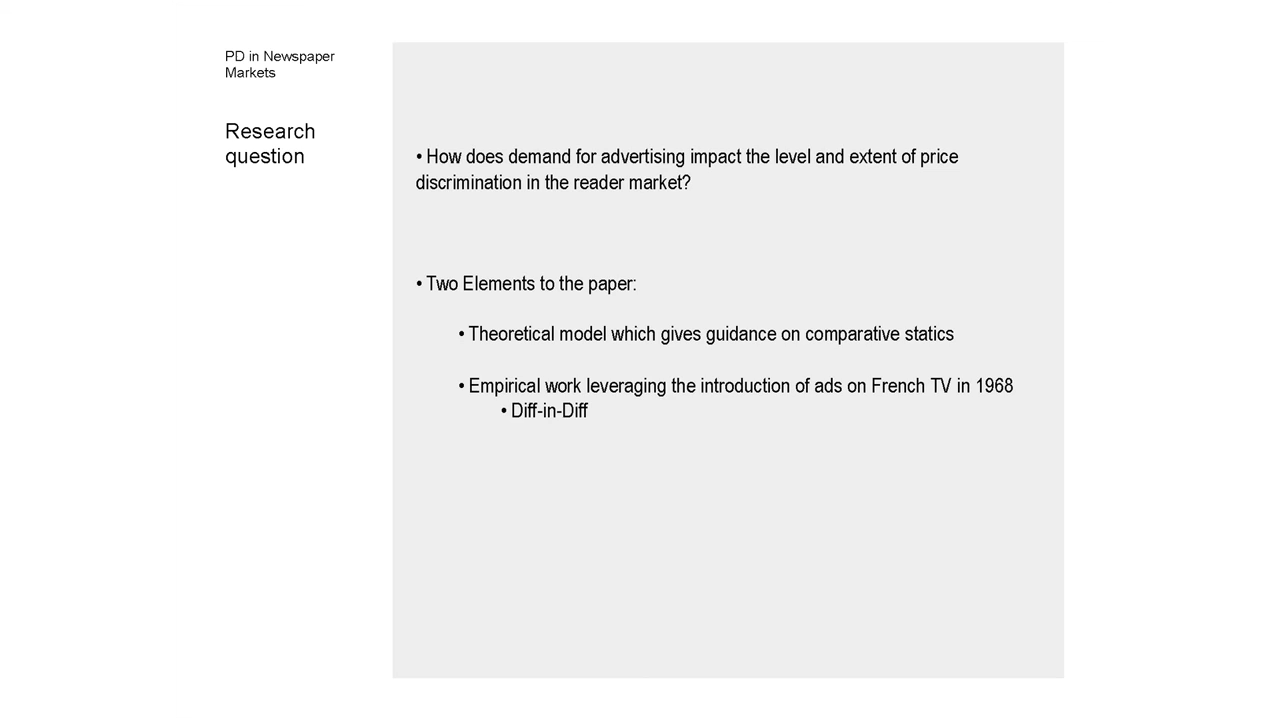 PD in Newspaper
Markets
Research
question
• How does demand for advertising impact the level and extent of price
discrimination in the reader market?
• Two Elements to the paper:
• Theoretical model which gives guidance on comparative statics
• Empirical work leveraging the introduction of ads on French TV in 1968
• Diff-in-Diff